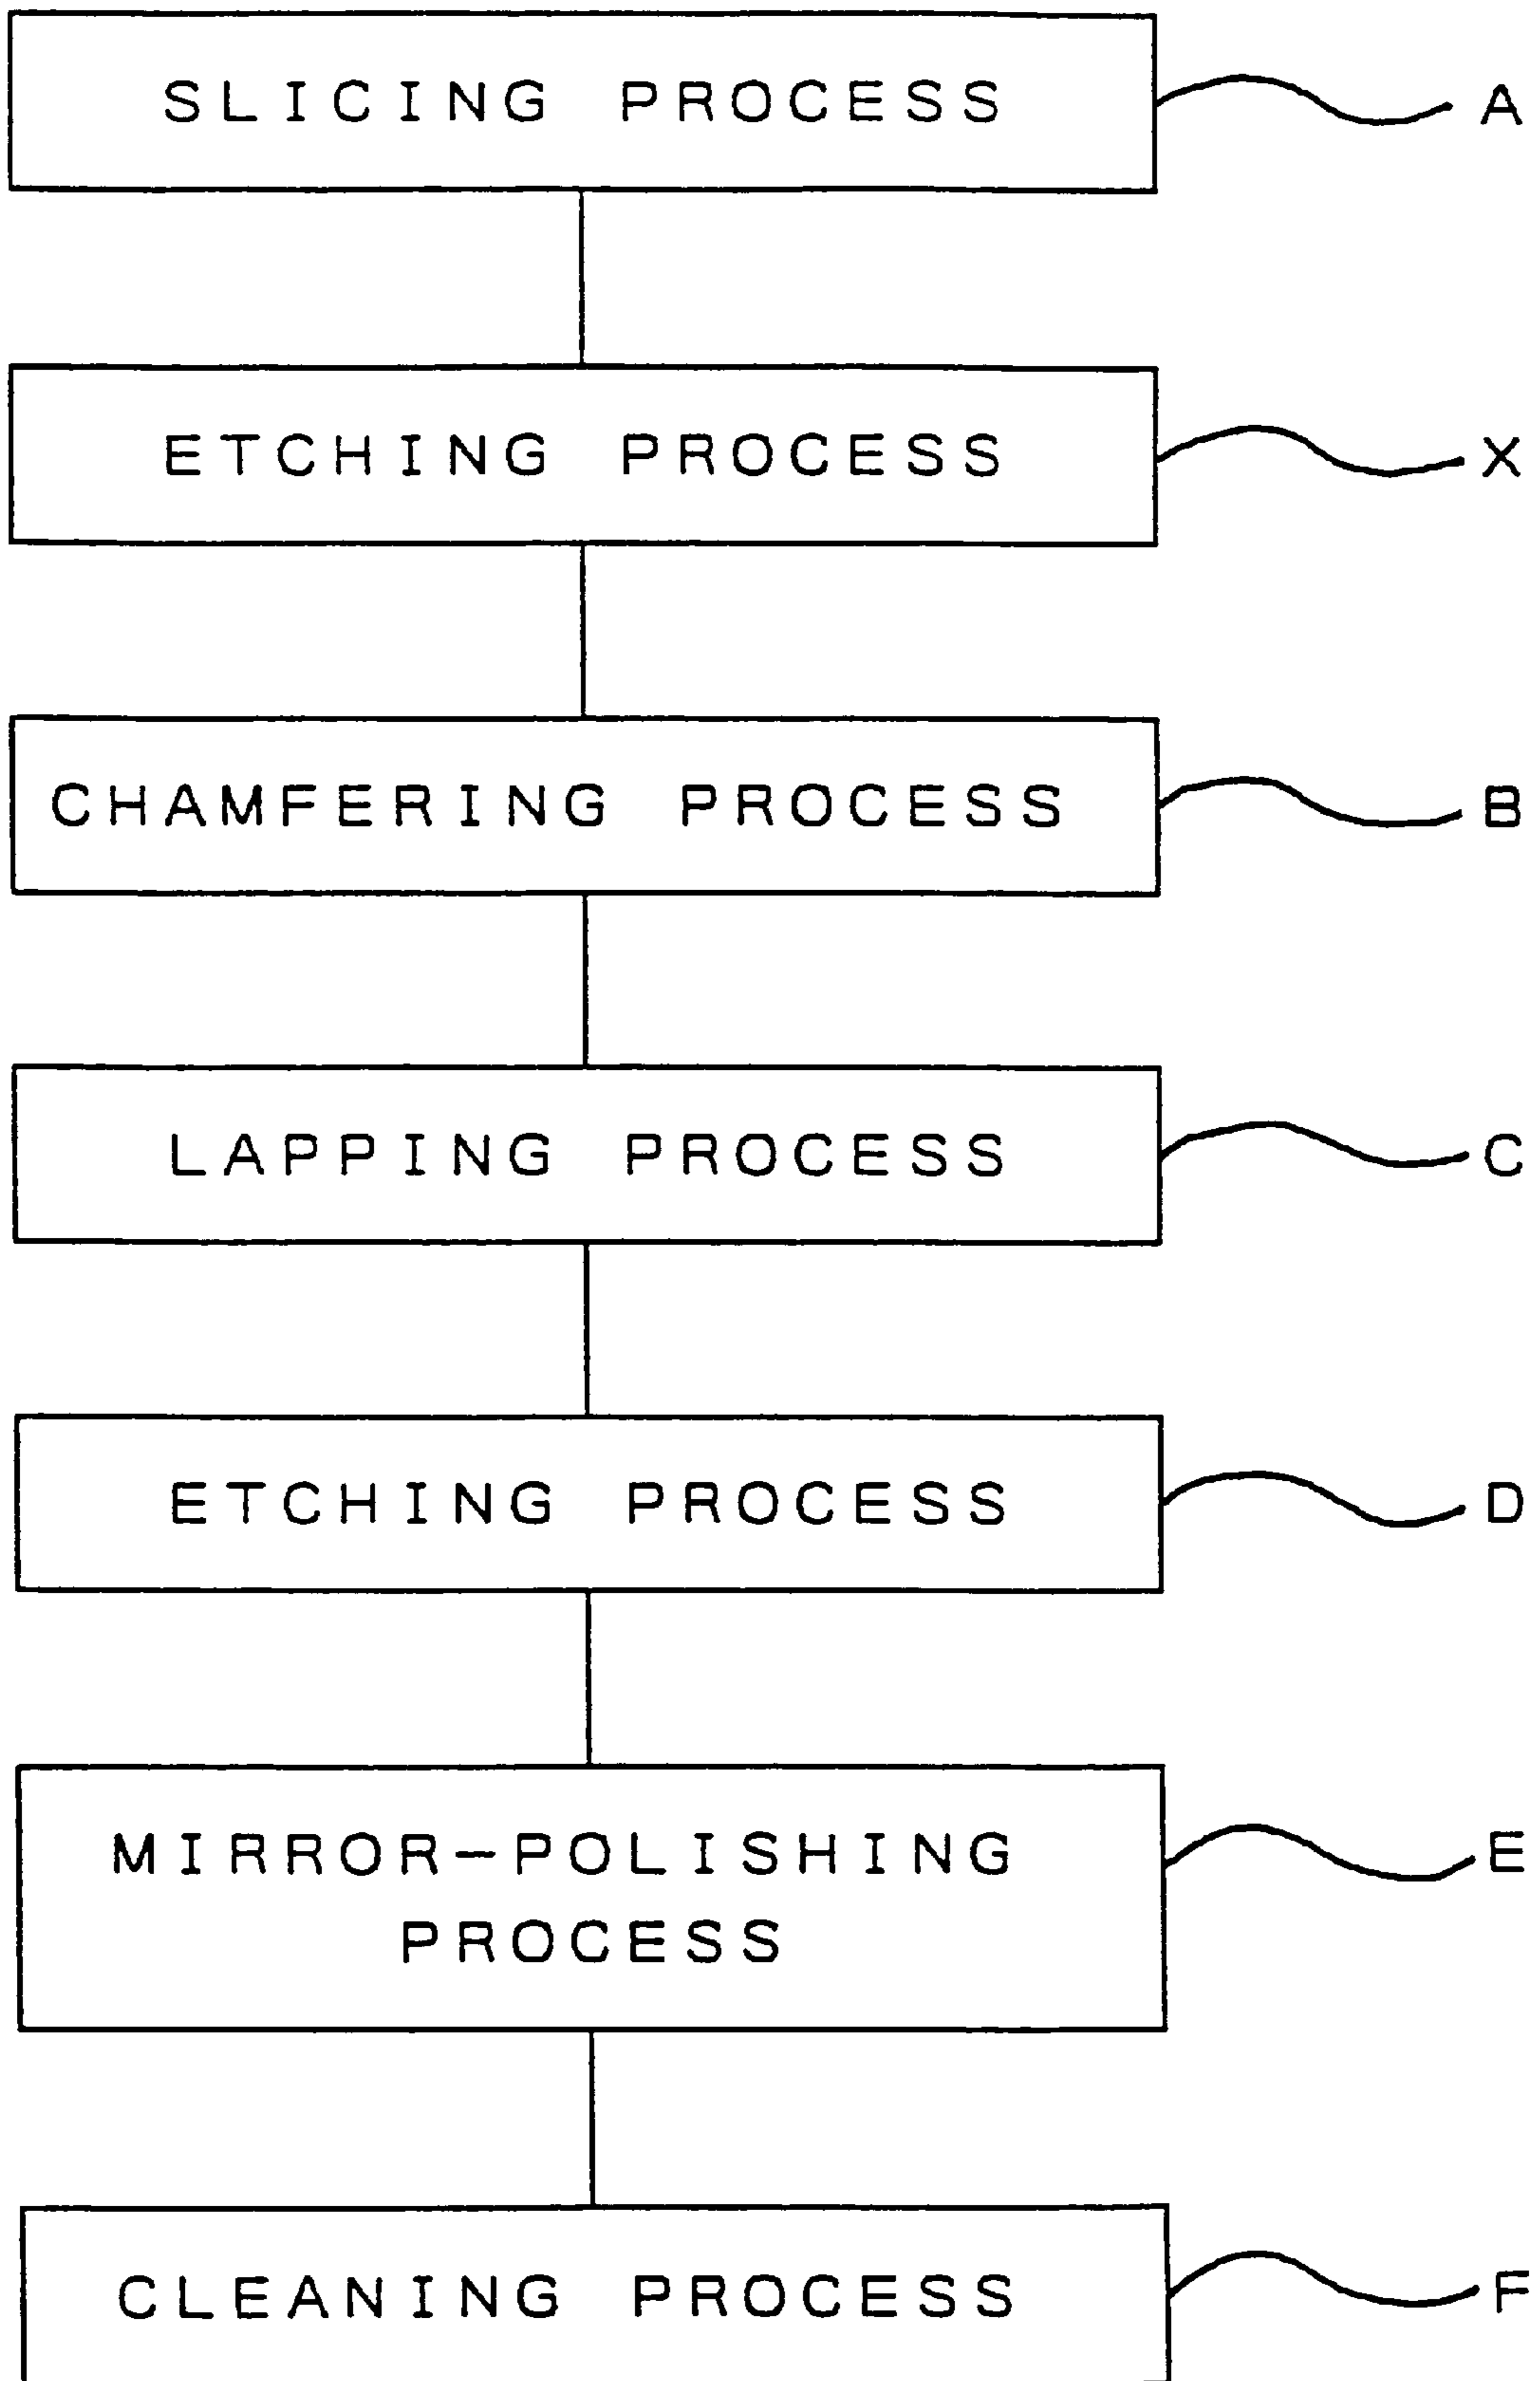 SLICING PROCESS A
ETCHING PROCESS X
CHAMFERING PROCESS B
LAPPING PROCESS C
ETCHING PROCESS D
MIRROR-POLISHING E
PROCESS
CLEANING PROCESS F